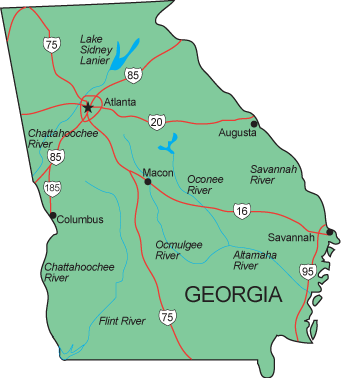 Lake
Sidney
Lanier
75
85
Atlanta
20
Augusta
Chattahoochee
River
85
Macon
Oconee
River
Savannah
River
185
16
Columbus
Savannah
Ocmulgee
River
Altamaha
River
Chattahoochee
River
95
GEORGIA
Flint River
75